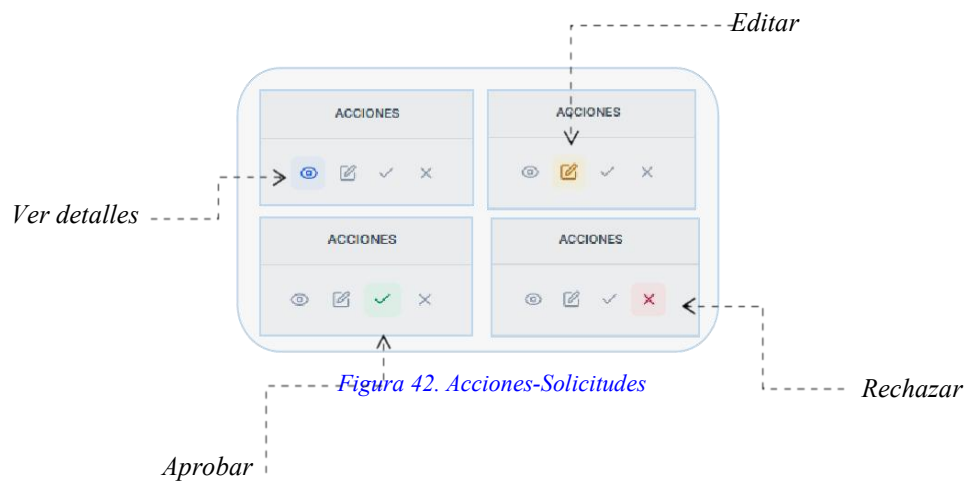 Editar
ACCIONES
ACCIONES
Ver detalles
ACCIONES
ACCIONES
Figura 42. Acciones-Solicitudes
Rechazar
Aprobar